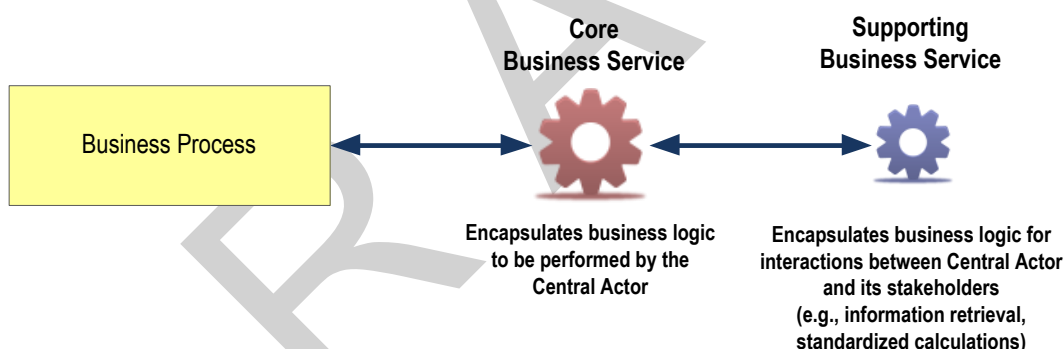 Core
Business Service
Supporting
Business Service
Business Process
Encapsulates business logic
to be performed by the
Central Actor
Encapsulates business logic for
interactions between Central Actor
and its stakeholders
(e.g., information retrieval,
standardized calculations)
RA